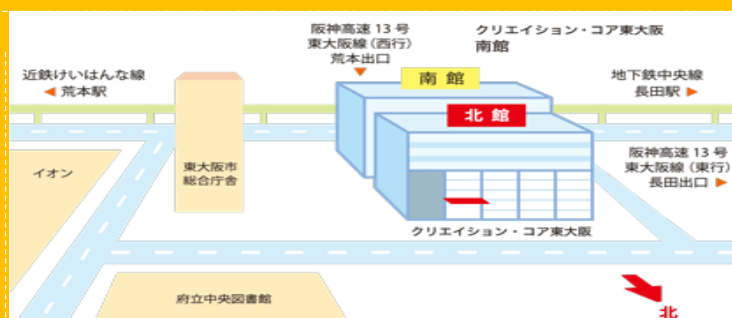 阪神高速 13 号
東大阪線（西行）
荒本出口
クリエイション・コア東大阪
南館
近鉄けいはんな線
荒本駅
南 館
地下鉄中央線
長田駅
北 館
阪神高速 13 号
東大阪線（東行）
長田出口
イオン
東大阪市
総合庁舎
クリエイション・コア東大阪
府立中央図書館
北